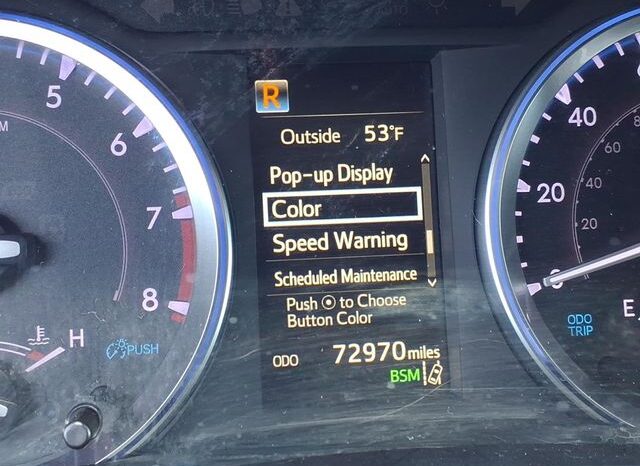 R
Outside 53°F
Pop-up Display
Color
Speed Warning
Scheduled Maintenance
Push ⦿ to Choose
Button Color
ODO 72970 miles
BSM
5
6
7
8
H
PUSH
40
20
0
60
40
20
ODO
TRIP
E